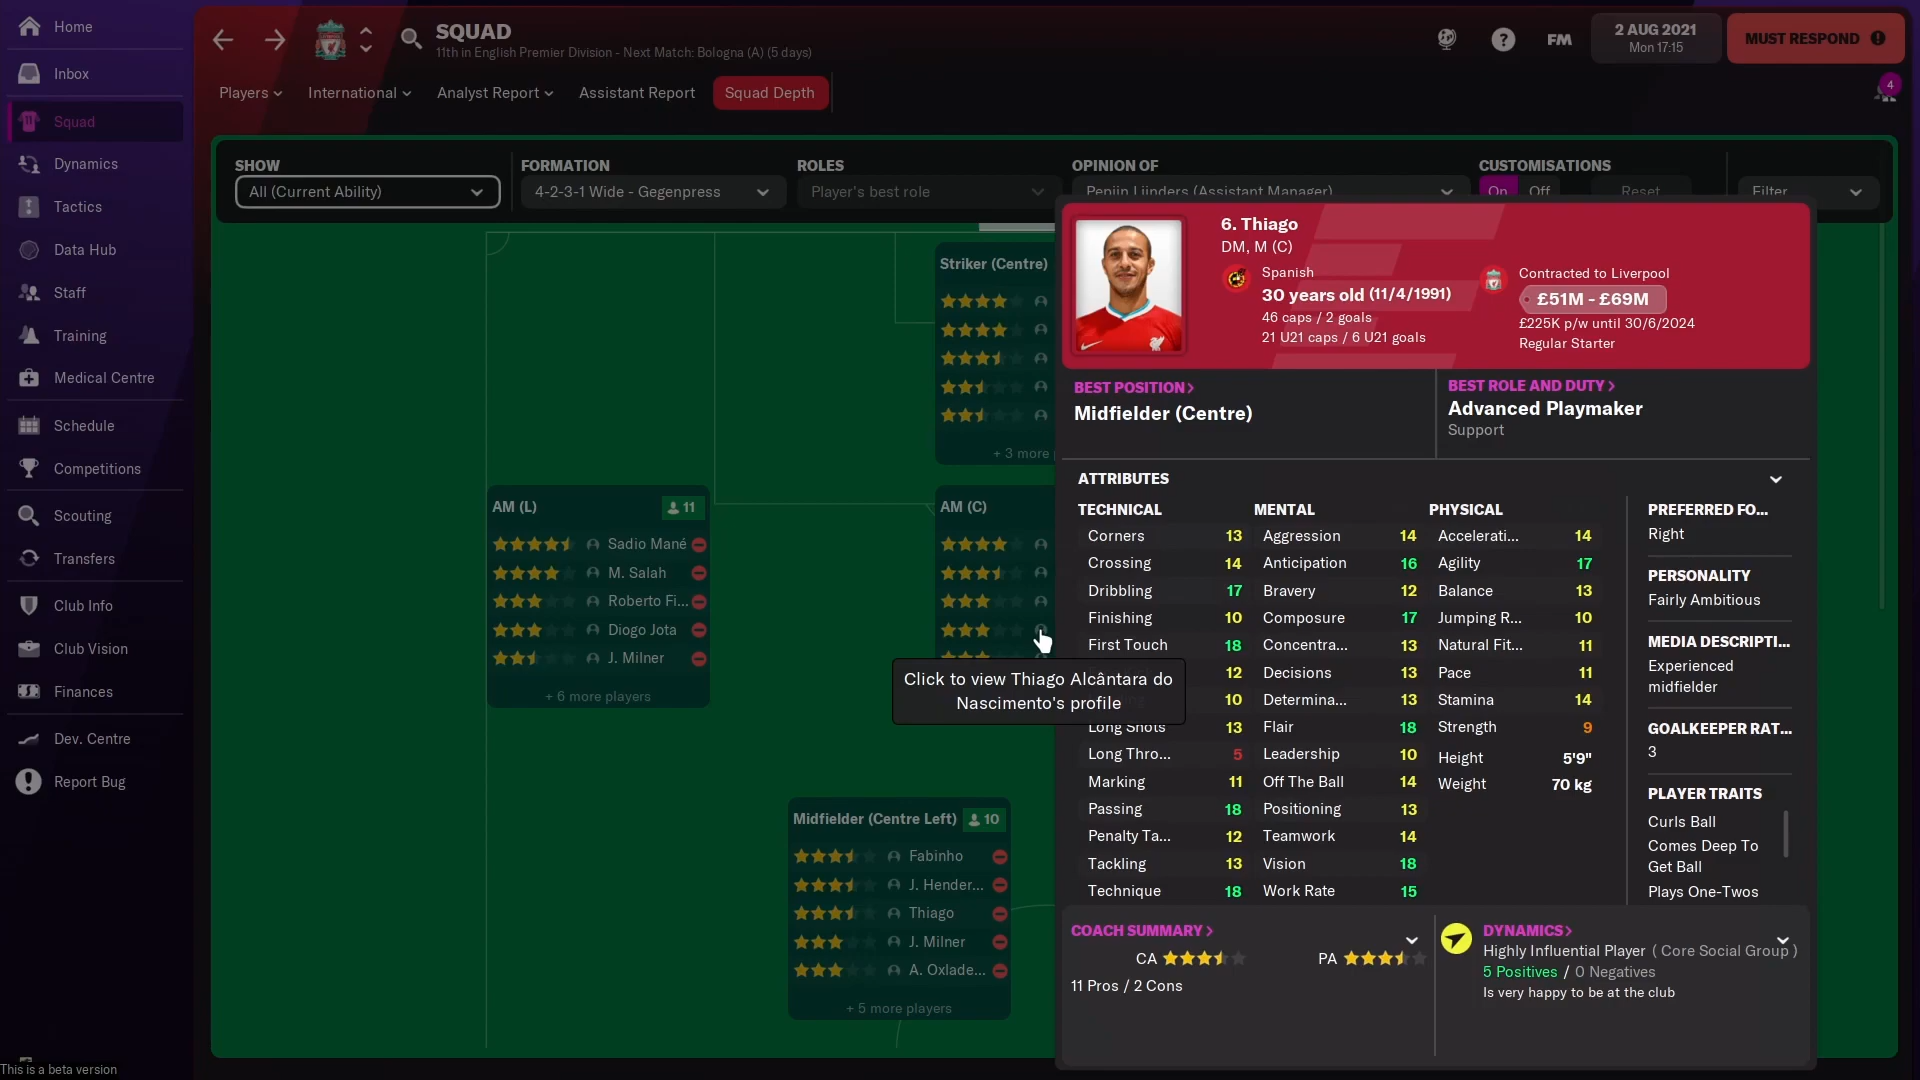 Home
Inbox
Squad
Dynamics
Tactics
Data Hub
Staff
Training
Medical Centre
Schedule
Competitions
Scouting
Transfers
Club Info
Club Vision
Finances
Dev. Centre
Report Bug
This is a beta version
SQUAD
11th in English Premier Division - Next Match: Bologna (A) (5 days)
FM
2 AUG 2021
Mon 17:15
MUST RESPOND
4
Players
International
Analyst Report
Assistant Report
Squad Depth
SHOW
All (Current Ability)
FORMATION
4-2-3-1 Wide - Gegenpress
ROLES
Player's best role
OPINION OF
Pepijn Lijnders (Assistant Manager)
CUSTOMISATIONS
On Off
Reset
Filter
Striker (Centre)
+ 3 more
AM (L) 11
Sadio Mané
M. Salah
Roberto Fi...
Diogo Jota
J. Milner
+ 6 more players
AM (C)
Click to view Thiago Alcântara do
Nascimento's profile
Midfielder (Centre Left) 10
Fabinho
J. Hender...
Thiago
J. Milner
A. Oxlade...
+ 5 more players
6. Thiago
DM, M (C)
Spanish
30 years old (11/4/1991)
46 caps / 2 goals
21 U21 caps / 6 U21 goals
Contracted to Liverpool
£51M - £69M
£225K p/w until 30/6/2024
Regular Starter
BEST POSITION>
Midfielder (Centre)
BEST ROLE AND DUTY>
Advanced Playmaker
Support
ATTRIBUTES
TECHNICAL
Corners 13
Crossing 14
Dribbling 17
Finishing 10
First Touch 18
12
10
Long Shots 13
Long Thro... 5
Marking 11
Passing 18
Penalty Ta... 12
Tackling 13
Technique 18
MENTAL
Aggression 14
Anticipation 16
Bravery 12
Composure 17
Concentra... 13
Decisions 13
Determina... 13
Flair 18
Leadership 10
Off The Ball 14
Positioning 13
Teamwork 14
Vision 18
Work Rate 15
PHYSICAL
Accelerati... 14
Agility 17
Balance 13
Jumping R... 10
Natural Fit... 11
Pace 11
Stamina 14
Strength 9
Height 5'9"
Weight 70 kg
PREFERRED FO...
Right
PERSONALITY
Fairly Ambitious
MEDIA DESCRIPTI...
Experienced
midfielder
GOALKEEPER RAT...
3
PLAYER TRAITS
Curls Ball
Comes Deep To
Get Ball
Plays One-Twos
COACH SUMMARY>
CA
PA
11 Pros / 2 Cons
DYNAMICS>
Highly Influential Player ( Core Social Group )
5 Positives / 0 Negatives
Is very happy to be at the club